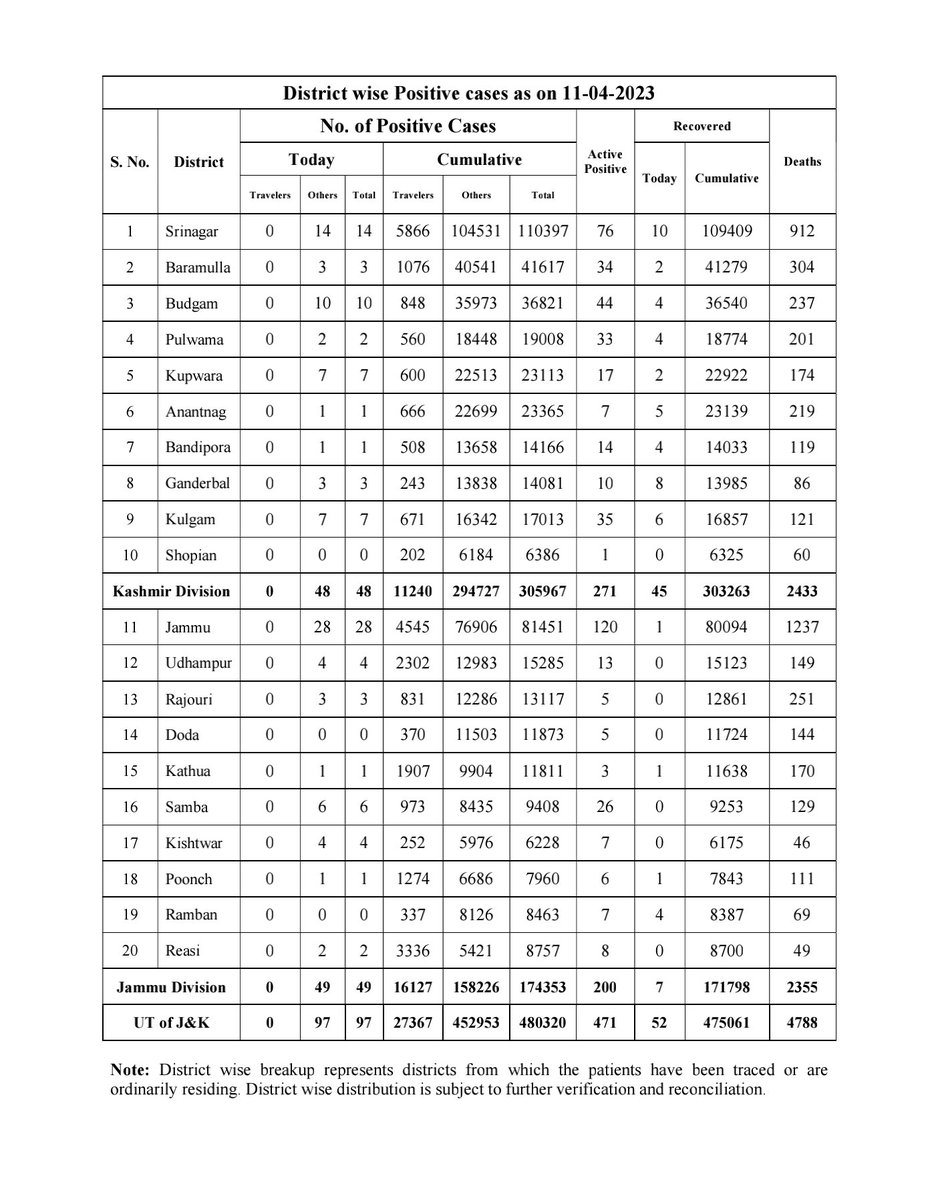 District wise Positive cases as on 11-04-2023
S. No. District No. of Positive Cases Active Positive Recovered Deaths
Today Cumulative Today Cumulative
Travelers Others Total Travelers Others Total
1 Srinagar 0 14 14 5866 104531 110397 76 10 109409 912
2 Baramulla 0 3 3 1076 40541 41617 34 2 41279 304
3 Budgam 0 10 10 848 35973 36821 44 4 36540 237
4 Pulwama 0 2 2 560 18448 19008 33 4 18774 201
5 Kupwara 0 7 7 600 22513 23113 17 2 22922 174
6 Anantnag 0 1 1 666 22699 23365 7 5 23139 219
7 Bandipora 0 1 1 508 13658 14166 14 4 14033 119
8 Ganderbal 0 3 3 243 13838 14081 10 8 13985 86
9 Kulgam 0 7 7 671 16342 17013 35 6 16857 121
10 Shopian 0 0 0 202 6184 6386 1 0 6325 60
Kashmir Division 0 48 48 11240 294727 305967 271 45 303263 2433
11 Jammu 0 28 28 4545 76906 81451 120 1 80094 1237
12 Udhampur 0 4 4 2302 12983 15285 13 0 15123 149
13 Rajouri 0 3 3 831 12286 13117 5 0 12861 251
14 Doda 0 0 0 370 11503 11873 5 0 11724 144
15 Kathua 0 1 1 1907 9904 11811 3 1 11638 170
16 Samba 0 6 6 973 8435 9408 26 0 9253 129
17 Kishtwar 0 4 4 252 5976 6228 7 0 6175 46
18 Poonch 0 1 1 1274 6686 7960 6 1 7843 111
19 Ramban 0 0 0 337 8126 8463 7 4 8387 69
20 Reasi 0 2 2 3336 5421 8757 8 0 8700 49
Jammu Division 0 49 49 16127 158226 174353 200 7 171798 2355
UT of J&K 0 97 97 27367 452953 480320 471 52 475061 4788
Note: District wise breakup represents districts from which the patients have been traced or are
ordinarily residing. District wise distribution is subject to further verification and reconciliation.